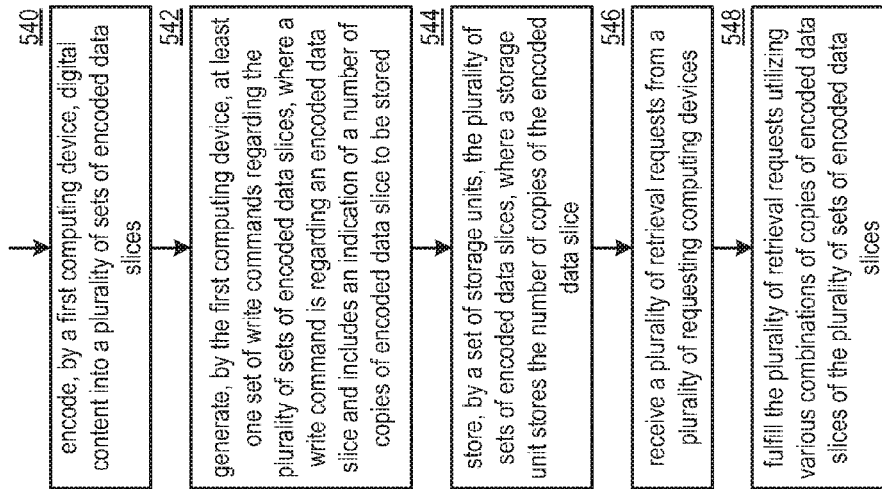 540
encode, by a first computing device, digital
content into a plurality of sets of encoded data
slices
542
generate, by the first computing device, at least
one set of write commands regarding the
plurality of sets of encoded data slices, where a
write command is regarding an encoded data
slice and includes an indication of a number of
copies of encoded data slice to be stored
544
store, by a set of storage units, the plurality of
sets of encoded data slices, where a storage
unit stores the number of copies of the encoded
data slice
546
receive a plurality of retrieval requests from a
plurality of requesting computing devices
548
fulfill the plurality of retrieval requests utilizing
various combinations of copies of encoded data
slices of the plurality of sets of encoded data
slices